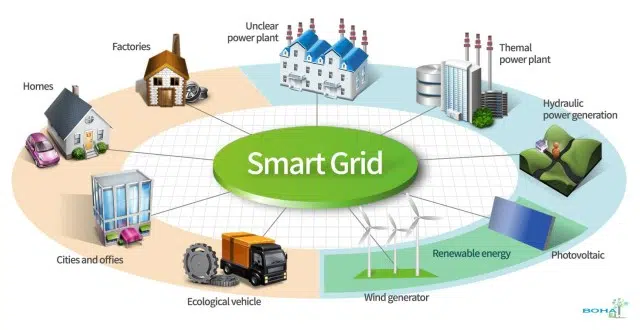 Unclear
power plant
Factories
Themal
power plant
Homes
Hydraulic
power generation
Smart Grid
Cities and offies
Renewable energy
Photovoltaic
Ecological vehicle
Wind generator